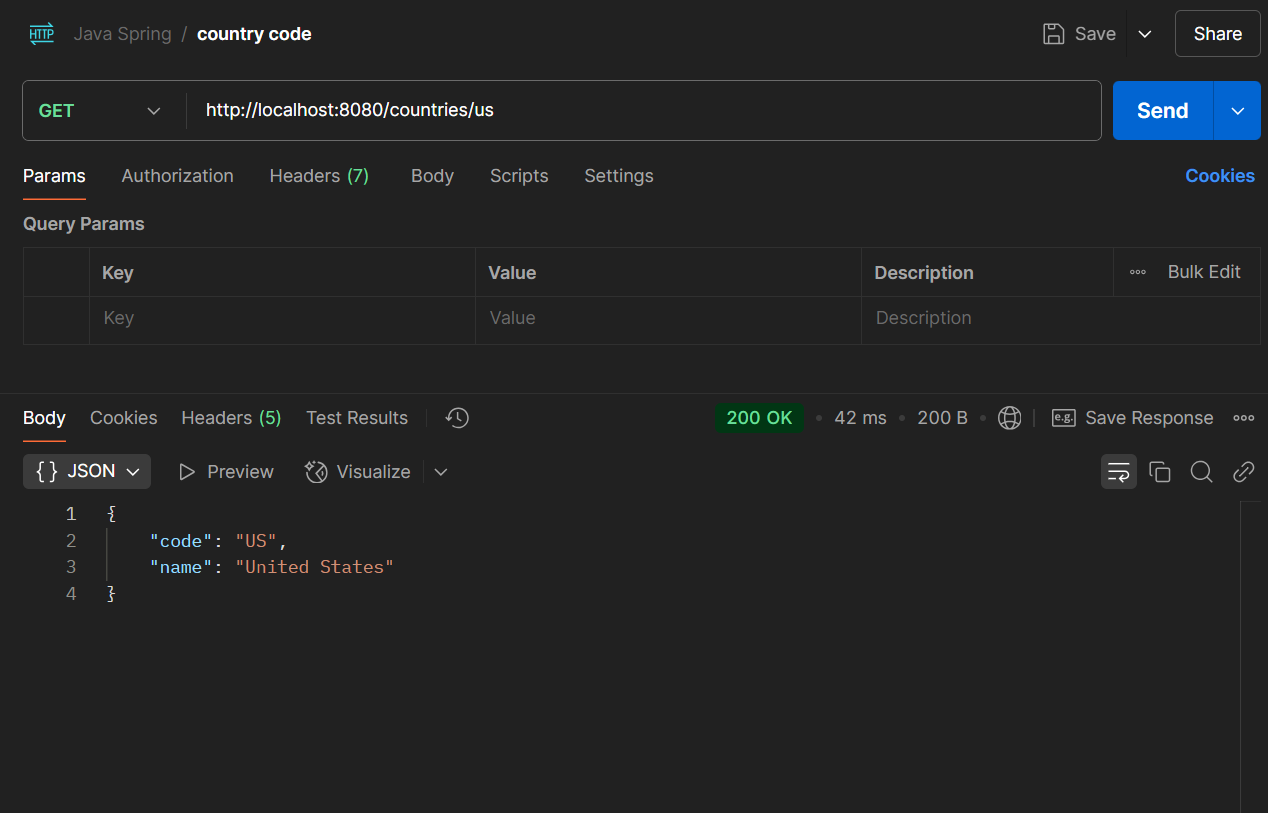 HTTP Java Spring / country code Save Share
GET http://localhost:8080/countries/us Send
Params Authorization Headers (7) Body Scripts Settings Cookies
Query Params
Key Value Description Bulk Edit
Key Value Description
Body Cookies Headers (5) Test Results 200 OK • 42 ms • 200 B • e.g. Save Response
{} JSON Preview Visualize
1 {
2 "code": "US",
3 "name": "United States"
4 }